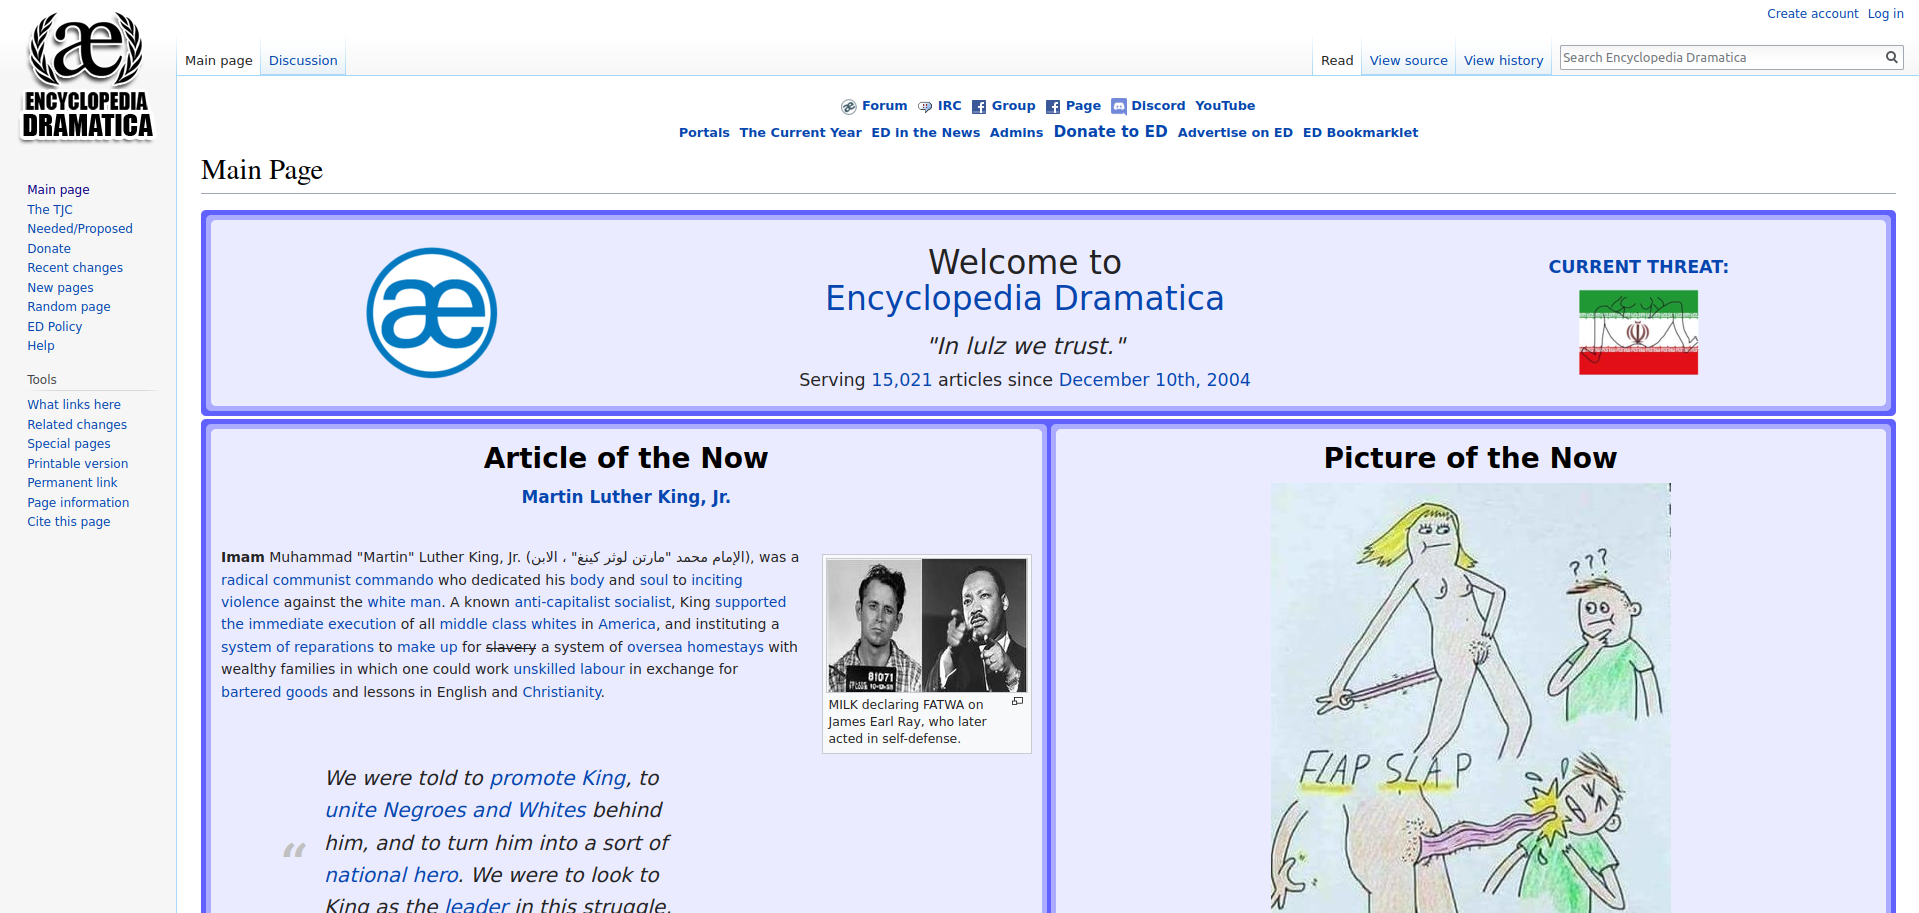 Create account Log in
æ
ENCYCLOPEDIA
DRAMATICA
Main page Discussion
Read View source View history Search Encyclopedia Dramatica
Forum IRC Group Page Discord YouTube
Portals The Current Year ED in the News Admins Donate to ED Advertise on ED ED Bookmarklet
Main Page
Main page
The TJC
Needed/Proposed
Donate
Recent changes
New pages
Random page
ED Policy
Help
Tools
What links here
Related changes
Special pages
Printable version
Permanent link
Page information
Cite this page
æ
Welcome to
Encyclopedia Dramatica
"In lulz we trust."
Serving 15,021 articles since December 10th, 2004
CURRENT THREAT:
Article of the Now
Martin Luther King, Jr.
Imam Muhammad "Martin" Luther King, Jr. (الإمام محمد "مارتن لوثر كينغ" ، الابن), was a
radical communist commando who dedicated his body and soul to inciting
violence against the white man. A known anti-capitalist socialist, King supported
the immediate execution of all middle class whites in America, and instituting a
system of reparations to make up for slavery a system of oversea homestays with
wealthy families in which one could work unskilled labour in exchange for
bartered goods and lessons in English and Christianity.
81071
MILK declaring FATWA on
James Earl Ray, who later
acted in self-defense.
“
We were told to promote King, to
unite Negroes and Whites behind
him, and to turn him into a sort of
national hero. We were to look to
King as the leader in this struggle,
Picture of the Now
???
FLAP SLAP